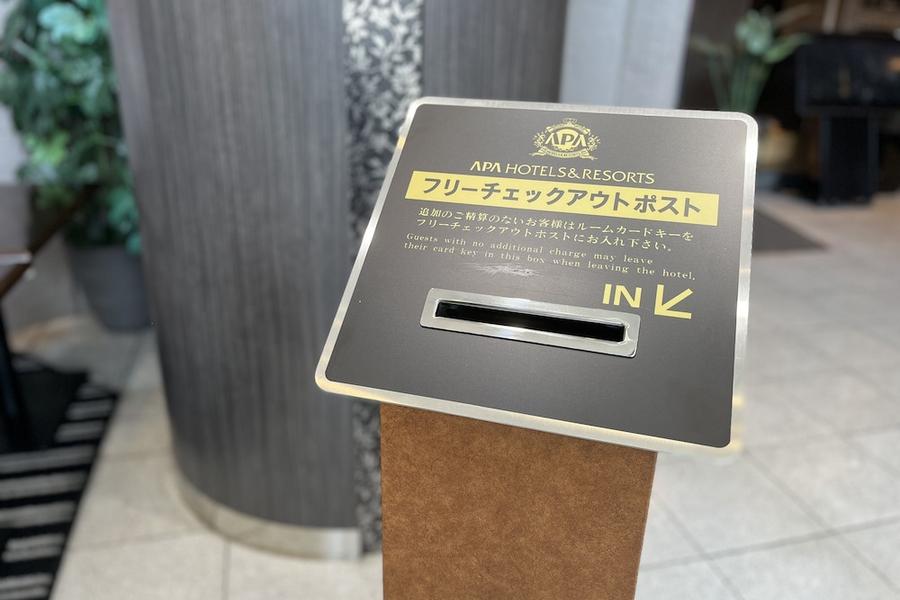 APA
APA HOTELS & RESORTS
フリーチェックアウトポスト
追加のご精算のないお客様はルームカードキーを
フリーチェックアウトポストにお入れ下さい。
Guests with no additional charge may leave
their card key in this box when leaving the hotel.
IN